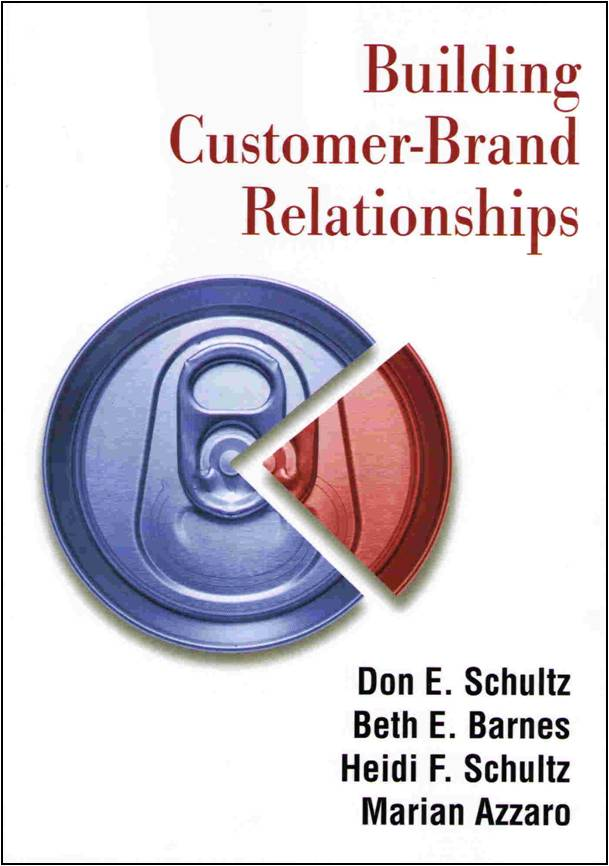 Building
Customer-Brand
Relationships
Don E. Schultz
Beth E. Barnes
Heidi F. Schultz
Marian Azzaro